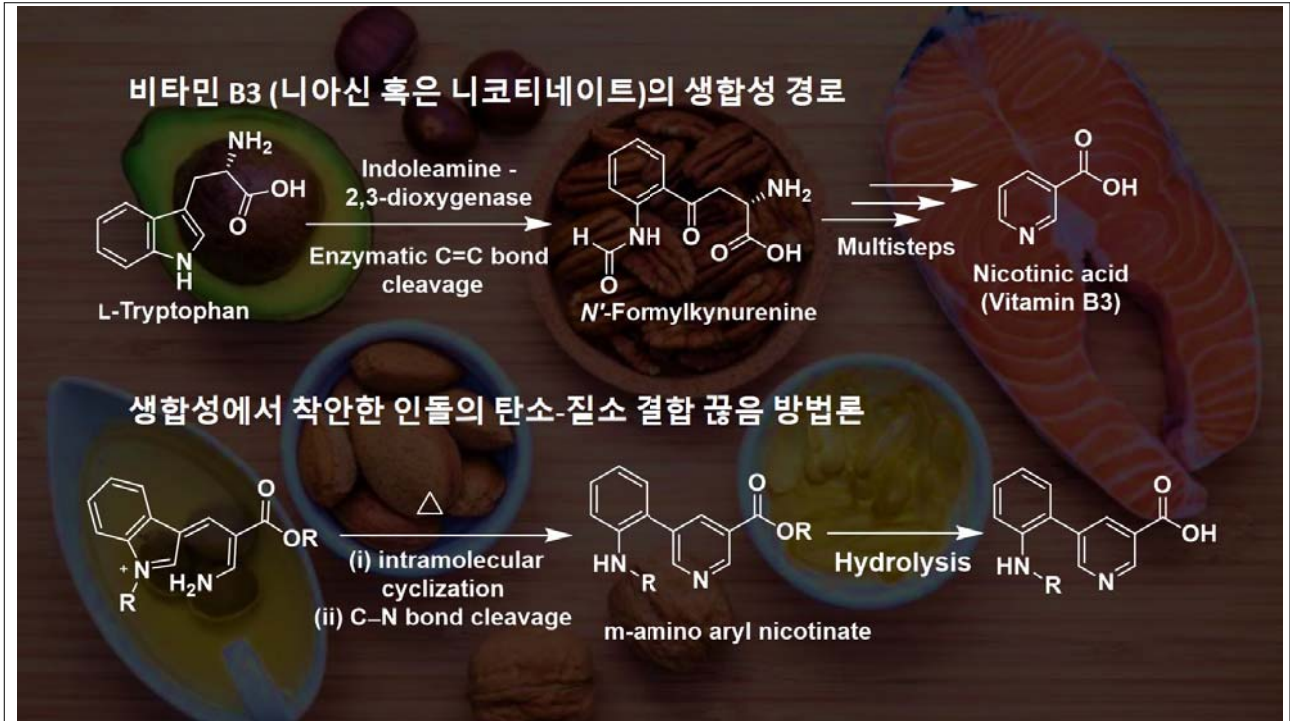 비타민 B3 (니아신 혹은 니코티네이트)의 생합성 경로
NH2
OH
O
N
H
L-Tryptophan
Indoleamine -
2,3-dioxygenase
Enzymatic C=C bond
cleavage
NH2
H
NH
O
O
OH
O
N'-Formylkynurenine
Multisteps
O
OH
N
Nicotinic acid
(Vitamin B3)
생합성에서 착안한 인돌의 탄소-질소 결합 끊음 방법론
O
OR
+
N
H2N
R
△
(i) intramolecular
cyclization
(ii) C–N bond cleavage
O
OR
HN
R
N
m-amino aryl nicotinate
Hydrolysis
O
OH
HN
R
N